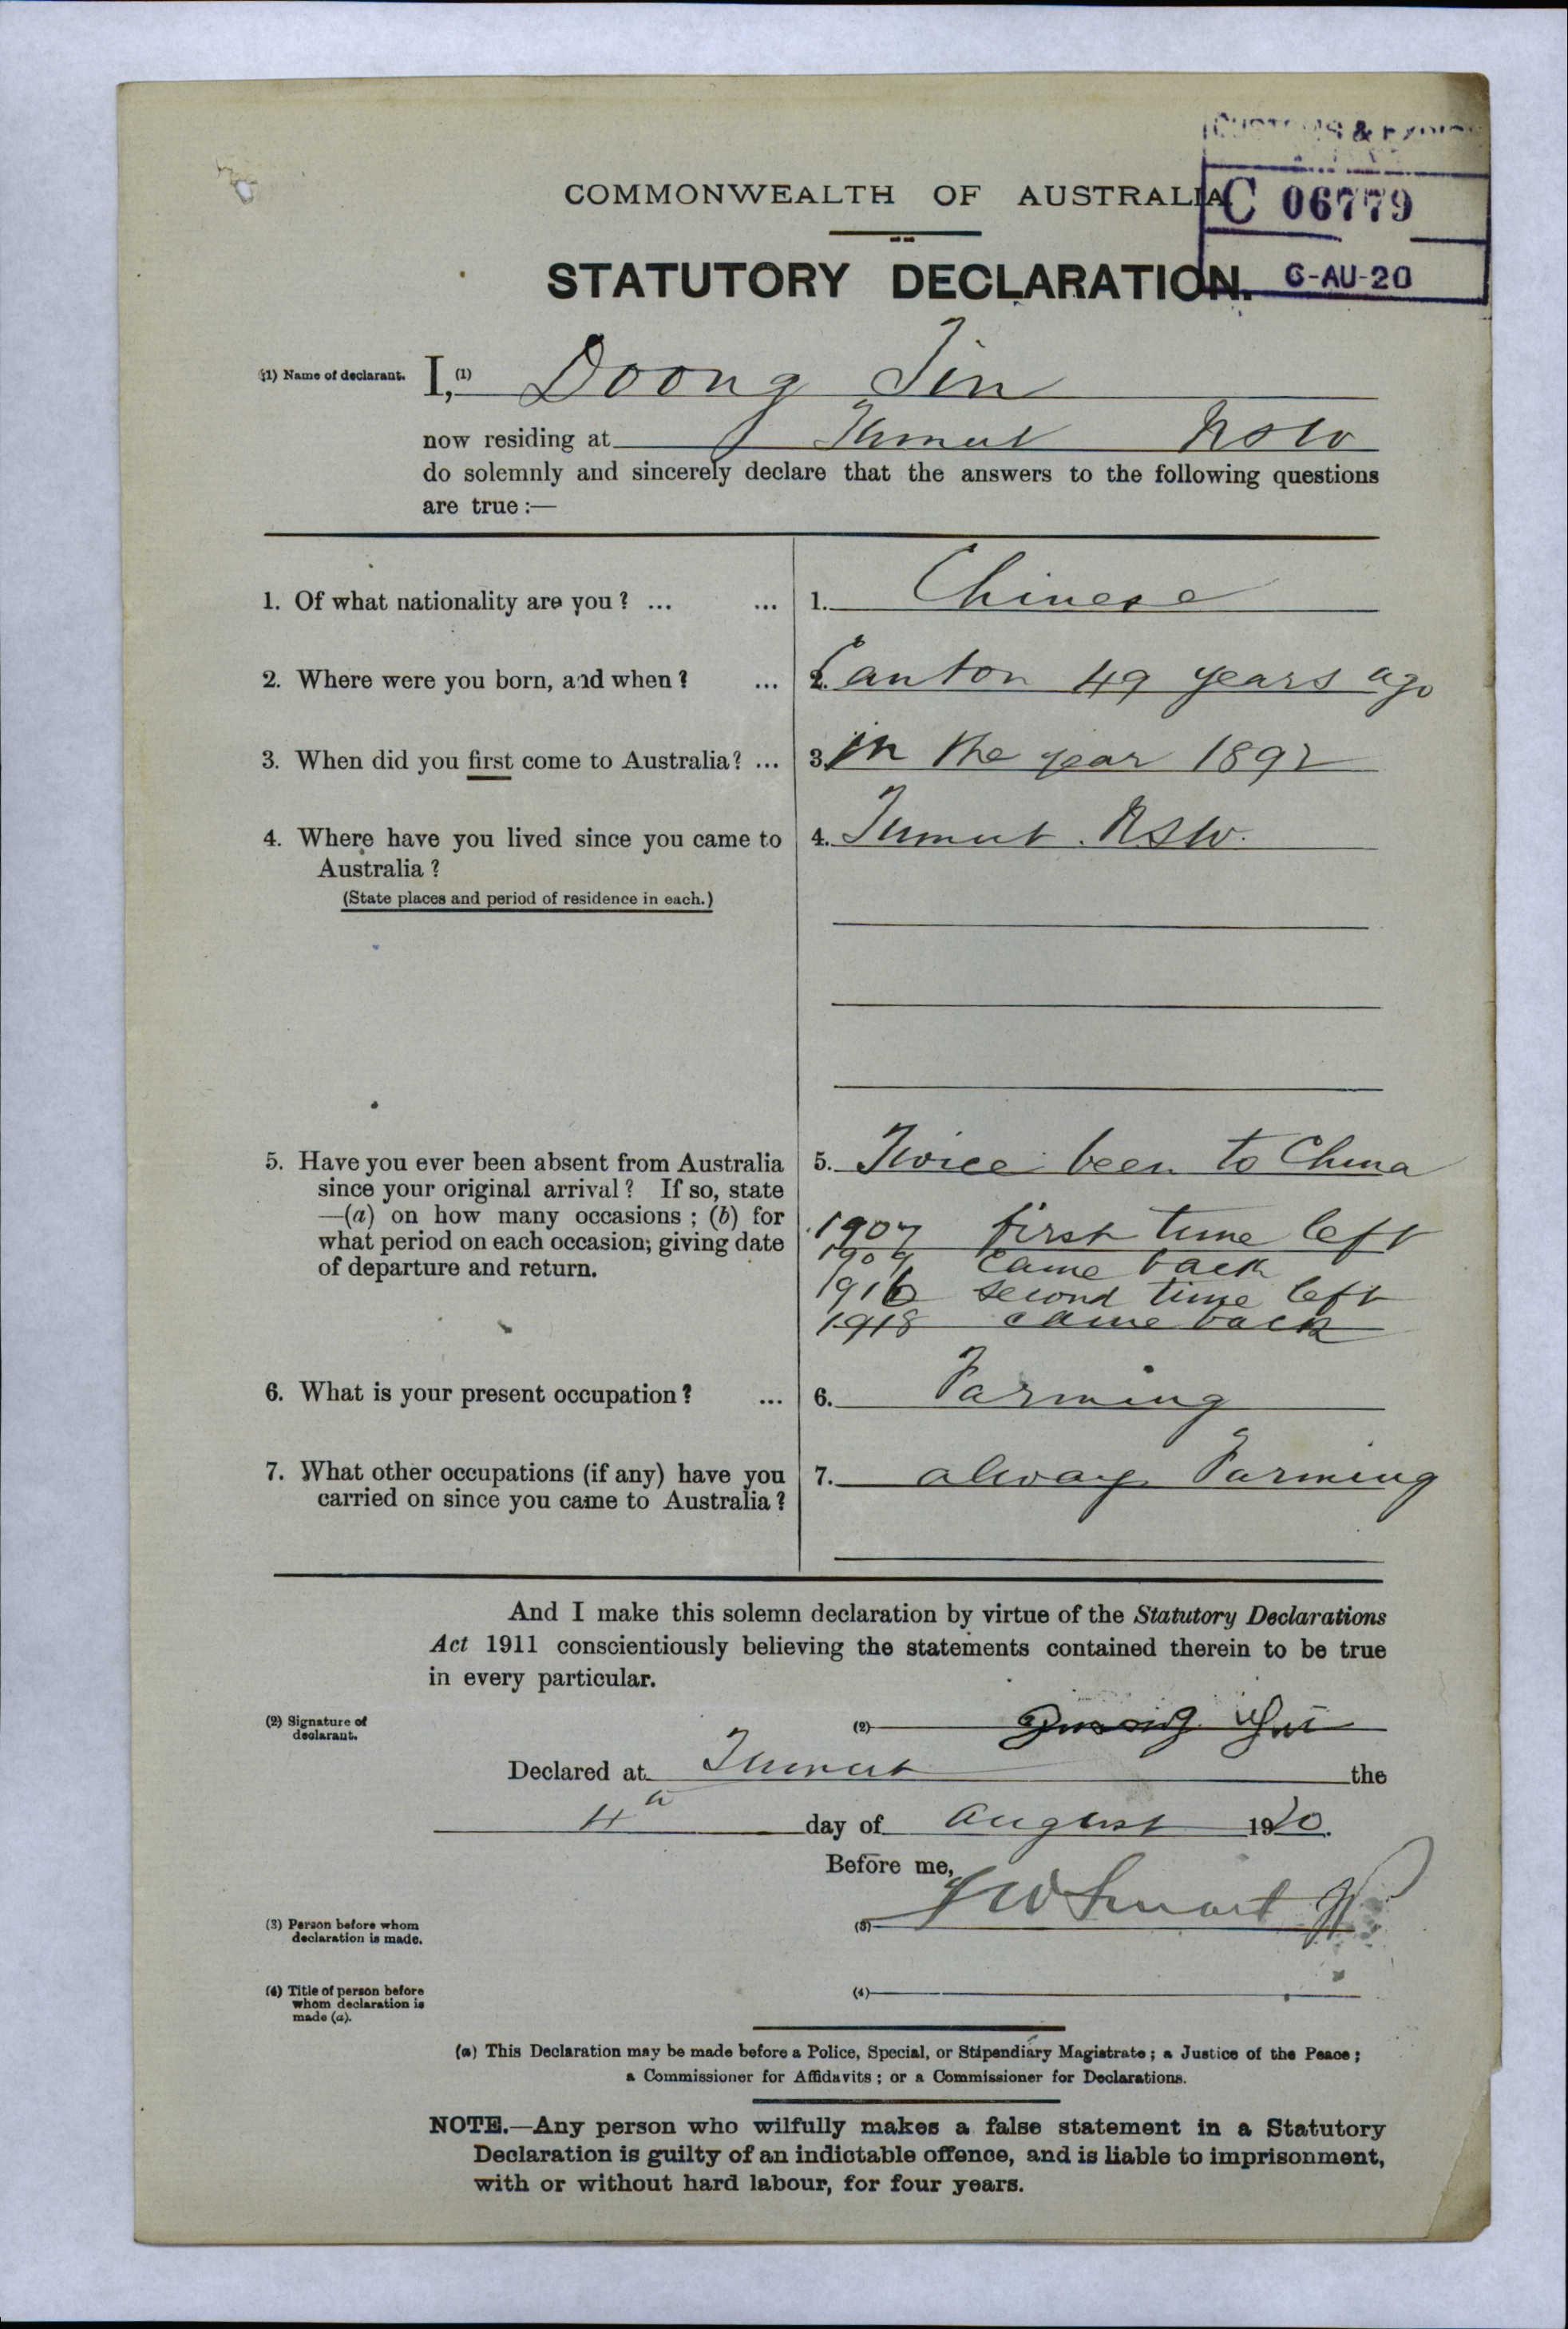 CUSTOMS & EXCISE
C 06779
6-AU-20
COMMONWEALTH OF AUSTRALIA
STATUTORY DECLARATION.
(1) Name of declarant. I, (1) Doong Tin
now residing at Tumut NSW
do solemnly and sincerely declare that the answers to the following questions
are true :—
1. Of what nationality are you ? ... ... 1. Chinese
2. Where were you born, and when ? ... 2. Canton 49 years ago
3. When did you first come to Australia? ... 3. in the year 1892
4. Where have you lived since you came to 4. Tumut. NSW.
Australia ?
(State places and period of residence in each.)
5. Have you ever been absent from Australia 5. Twice been to China
since your original arrival ? If so, state
—(a) on how many occasions ; (b) for 1907 first time left
what period on each occasion; giving date 1909 came back
of departure and return. 1916 second time left
1918 came back
6. What is your present occupation ? ... 6. Farming
7. What other occupations (if any) have you 7. always Farming
carried on since you came to Australia ?
And I make this solemn declaration by virtue of the Statutory Declarations
Act 1911 conscientiously believing the statements contained therein to be true
in every particular.
(2) Signature of (2)
declarant.
Declared at Tumut the
4th day of August 1920.
Before me,
(3) Person before whom (3) Smart JP
declaration is made.
(4) Title of person before (4)
whom declaration is
made (a).
(a) This Declaration may be made before a Police, Special, or Stipendiary Magistrate ; a Justice of the Peace ;
a Commissioner for Affidavits ; or a Commissioner for Declarations.
NOTE.—Any person who wilfully makes a false statement in a Statutory
Declaration is guilty of an indictable offence, and is liable to imprisonment,
with or without hard labour, for four years.